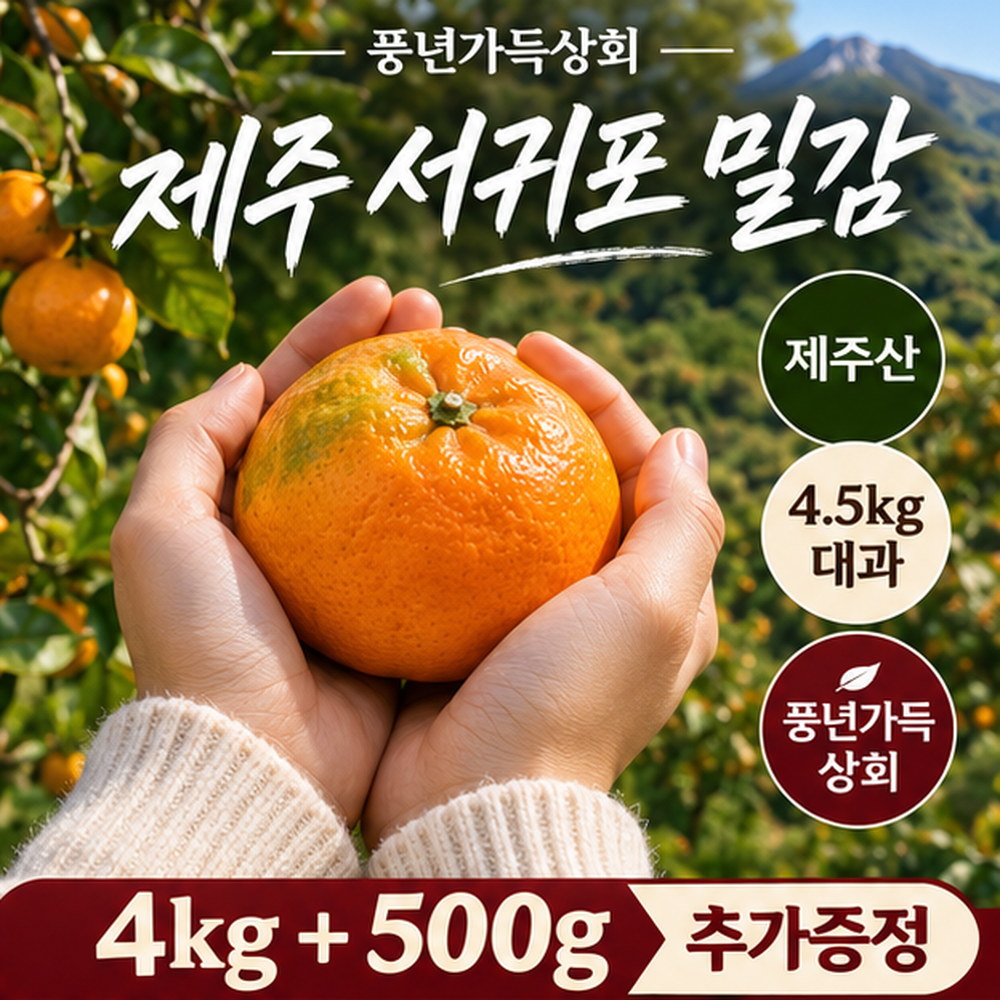 풍년가득상회
제주 서귀포 밀감
제주산
4.5kg
대과
풍년가득
상회
4kg + 500g 추가증정